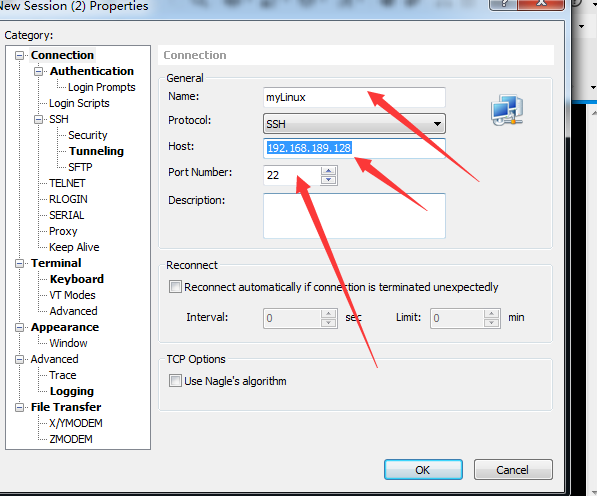 New Session (2) Properties
Category:
Connection
Authentication
Login Prompts
Login Scripts
SSH
Security
Tunneling
SFTP
TELNET
RLOGIN
SERIAL
Proxy
Keep Alive
Terminal
Keyboard
VT Modes
Advanced
Appearance
Window
Advanced
Trace
Logging
File Transfer
X/YMODEM
ZMODEM
Connection
General
Name: myLinux
Protocol: SSH
Host: 192.168.189.128
Port Number: 22
Description:
Reconnect
Reconnect automatically if connection is terminated unexpectedly
Interval: 0 sec Limit: 0 min
TCP Options
Use Nagle's algorithm
OK Cancel